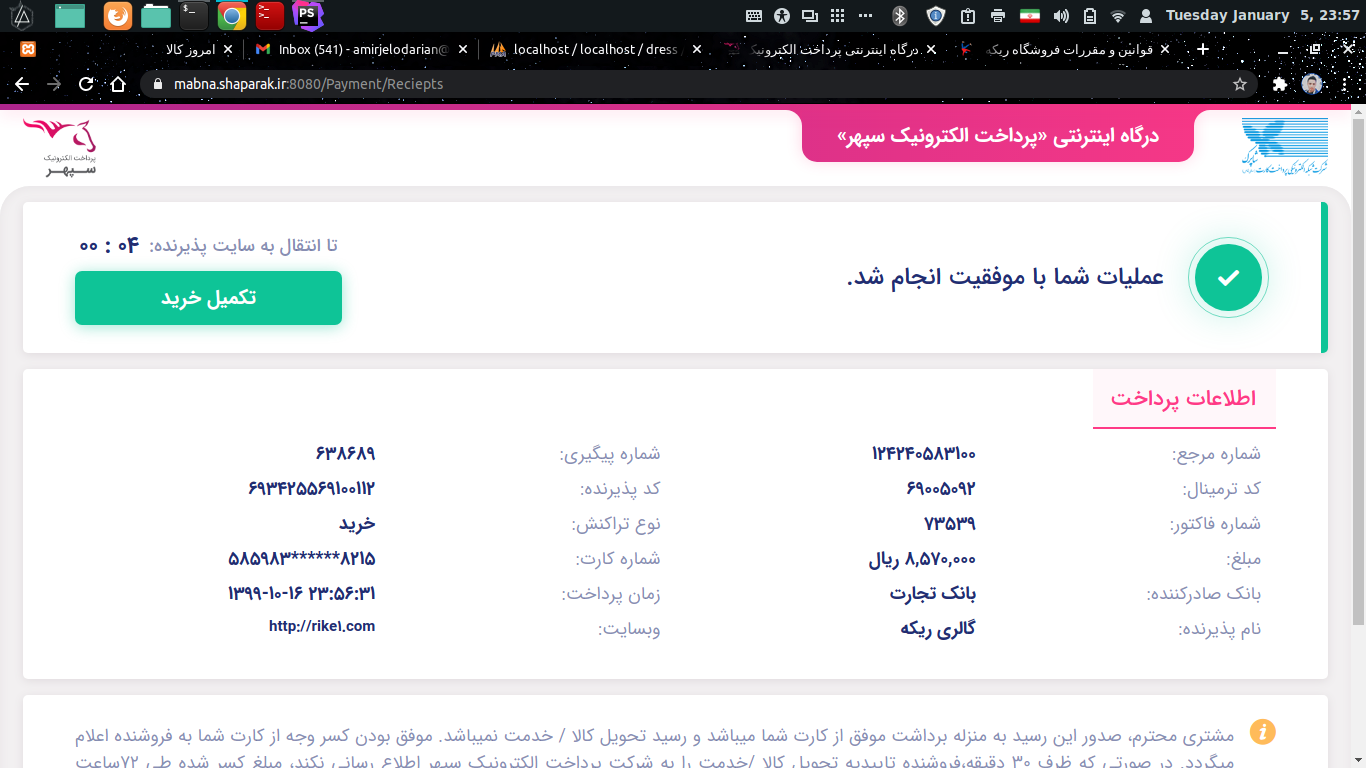 Tuesday January 5, 23:57
امروز کالا
Inbox (541) - amirjelodarian@
localhost / localhost / dress /
درگاه اینترنتی پرداخت الکترونیک
قوانین و مقررات فروشگاه ریکه
mabna.shaparak.ir:8080/Payment/Reciepts
پرداخت الکترونیک
سپهر
درگاه اینترنتی «پرداخت الکترونیک سپهر»
شاپرک
شرکت شبکه الکترونیکی پرداخت کارت
عملیات شما با موفقیت انجام شد.
تا انتقال به سایت پذیرنده: ۰۴ : ۰۰
تکمیل خرید
اطلاعات پرداخت
شماره مرجع: ۱۲۴۲۴۰۵۸۳۱۰۰ شماره پیگیری: ۶۳۸۶۸۹
کد ترمینال: ۶۹۰۰۵۰۹۲ کد پذیرنده: ۶۹۳۴۲۵۵۶۹۱۰۰۱۱۲
شماره فاکتور: ۷۳۵۳۹ نوع تراکنش: خرید
مبلغ: ۸,۵۷۰,۰۰۰ ریال شماره کارت: ۵۸۵۹۸۳******۸۲۱۵
بانک صادرکننده: بانک تجارت زمان پرداخت: ۱۳۹۹-۱۰-۱۶ ۲۳:۵۶:۳۱
نام پذیرنده: گالری ریکه وبسایت: http://rike۱.com
مشتری محترم، صدور این رسید به منزله برداشت موفق از کارت شما میباشد و رسید تحویل کالا / خدمت نمیباشد. موفق بودن کسر وجه از کارت شما به فروشنده اعلام
میگردد. در صورتی که ظرف ۳۰ دقیقه،فروشنده تاییدیه تحویل کالا /خدمت را به شرکت پرداخت الکترونیک سپهر اطلاع رسانی نکند، مبلغ کسر شده طی ۷۲ساعت